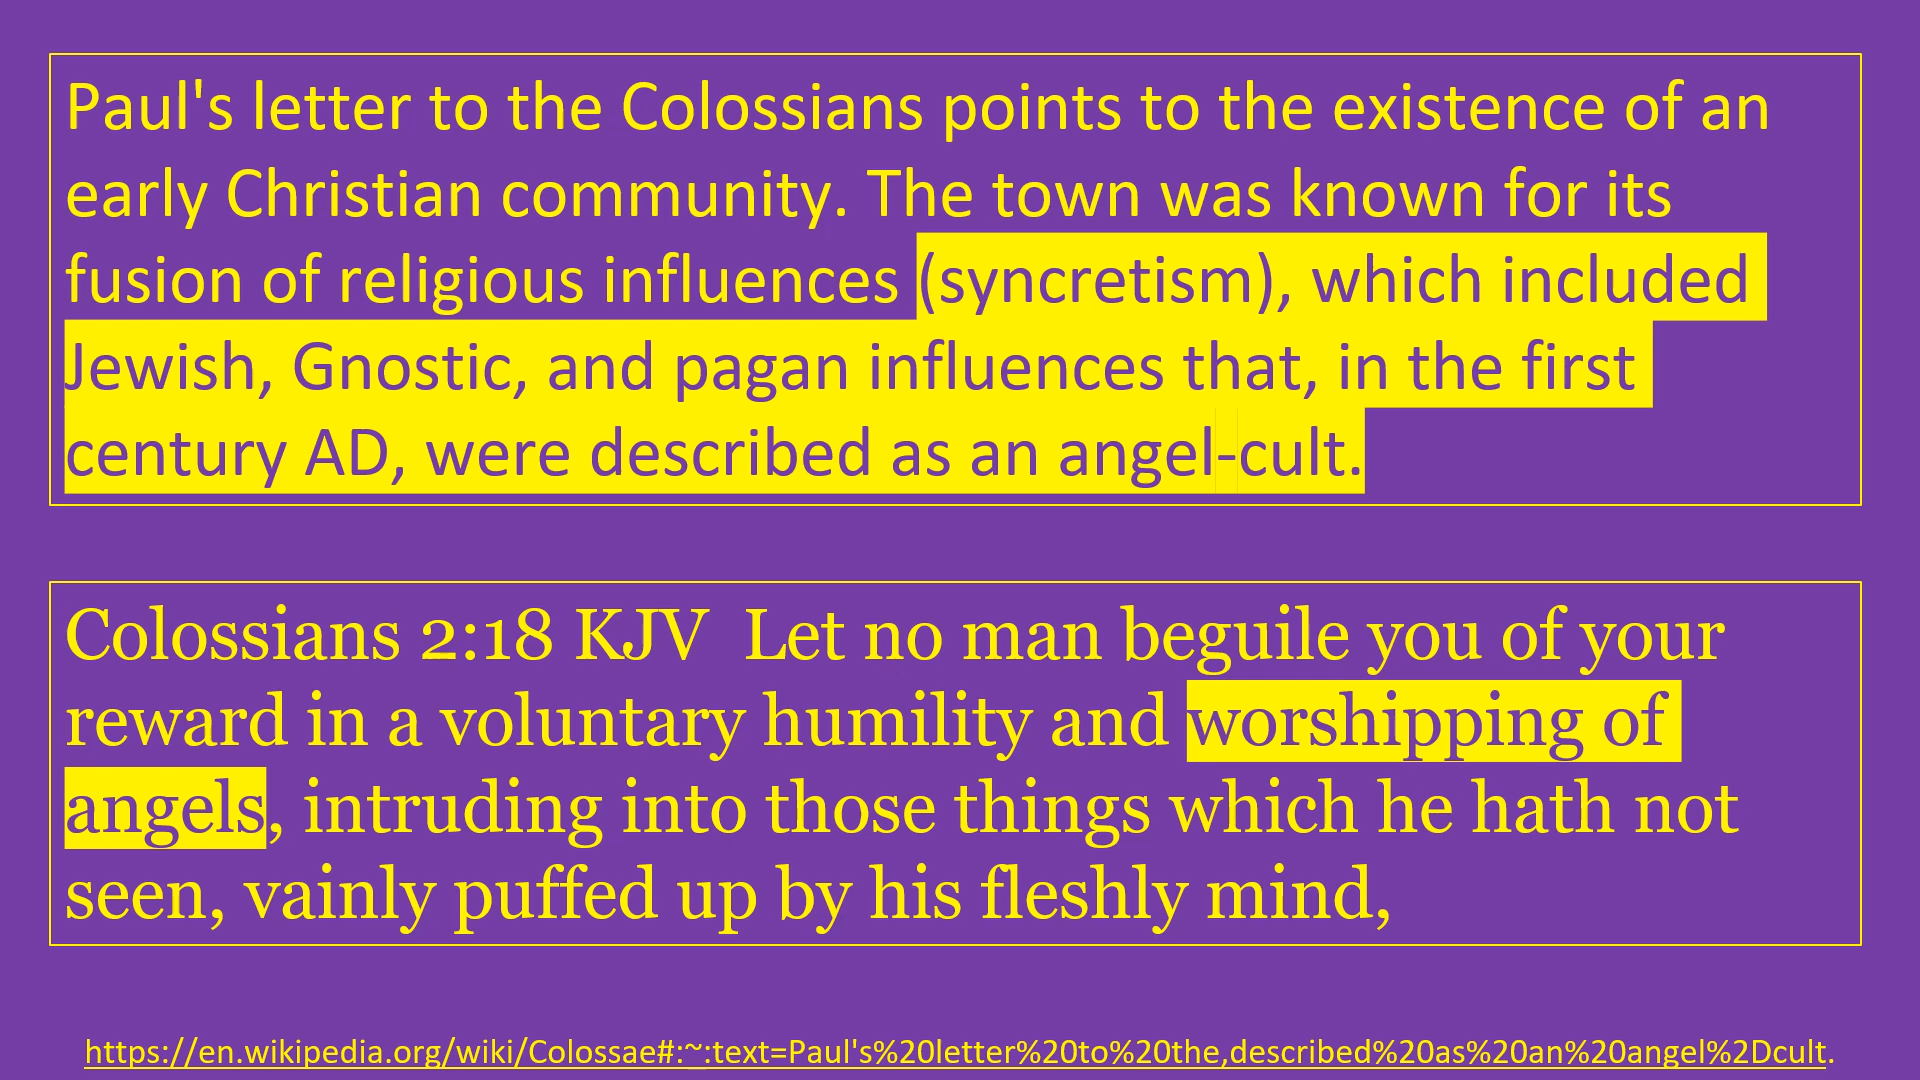 Paul's letter to the Colossians points to the existence of an
early Christian community. The town was known for its
fusion of religious influences (syncretism), which included
Jewish, Gnostic, and pagan influences that, in the first
century AD, were described as an angel-cult.
Colossians 2:18 KJV  Let no man beguile you of your
reward in a voluntary humility and worshipping of
angels, intruding into those things which he hath not
seen, vainly puffed up by his fleshly mind,
https://en.wikipedia.org/wiki/Colossae#:~:text=Paul's%20letter%20to%20the,described%20as%20an%20angel%2Dcult.